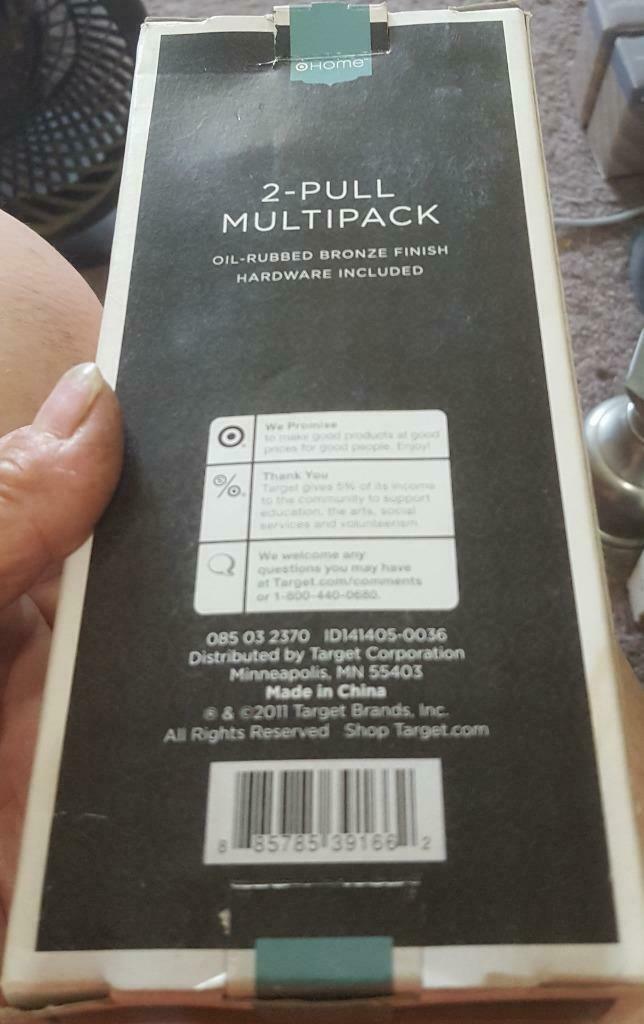 Home™
2-PULL
MULTIPACK
OIL-RUBBED BRONZE FINISH
HARDWARE INCLUDED
We Promise
to make good products at good
prices for good people. Enjoy!
Thank You
Target gives 5% of its income
to the community to support
education, the arts, social
services and volunteerism.
We welcome any
questions you may have
at Target.com/comments
or 1-800-440-0680.
085 03 2370 ID141405-0036
Distributed by Target Corporation
Minneapolis, MN 55403
Made in China
® & ©2011 Target Brands, Inc.
All Rights Reserved Shop Target.com
8 85785 39166 2